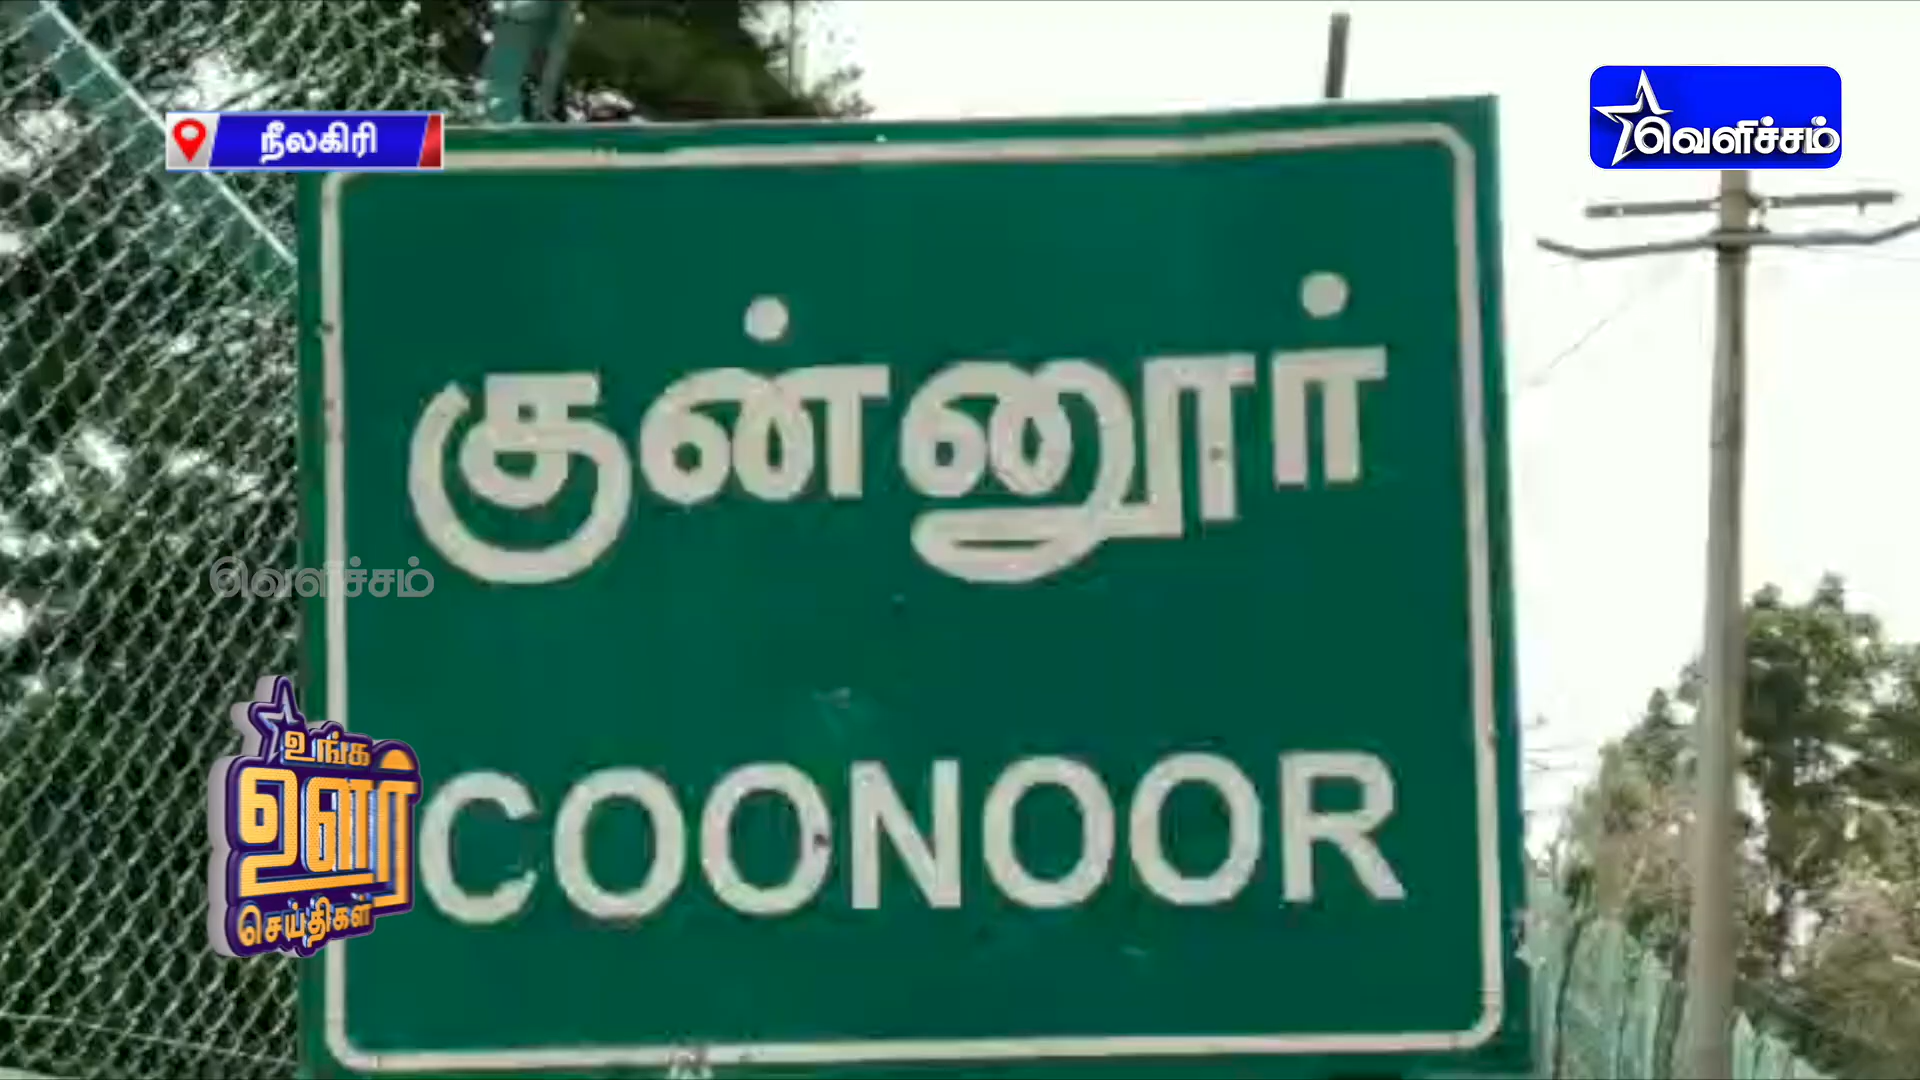 நீலகிரி
வெளிச்சம்
குன்னூர்
வெளிச்சம்
COONOOR
உங்க
ஊர்
செய்திகள்